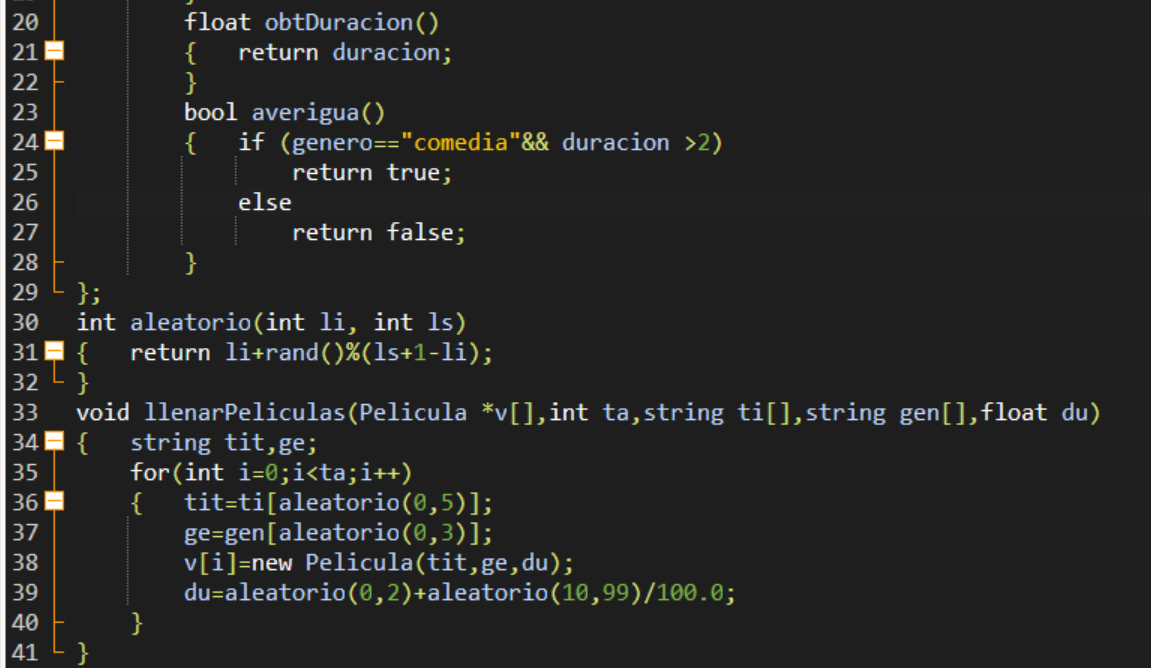 20 float obtDuracion()
21 { return duracion;
22 }
23 bool averigua()
24 { if (genero=="comedia"&& duracion >2)
25 return true;
26 else
27 return false;
28 }
29 };
30 int aleatorio(int li, int ls)
31 { return li+rand()%(ls+1-li);
32 }
33 void llenarPeliculas(Pelicula *v[],int ta,string ti[],string gen[],float du)
34 { string tit,ge;
35 for(int i=0;i<ta;i++)
36 { tit=ti[aleatorio(0,5)];
37 ge=gen[aleatorio(0,3)];
38 v[i]=new Pelicula(tit,ge,du);
39 du=aleatorio(0,2)+aleatorio(10,99)/100.0;
40 }
41 }